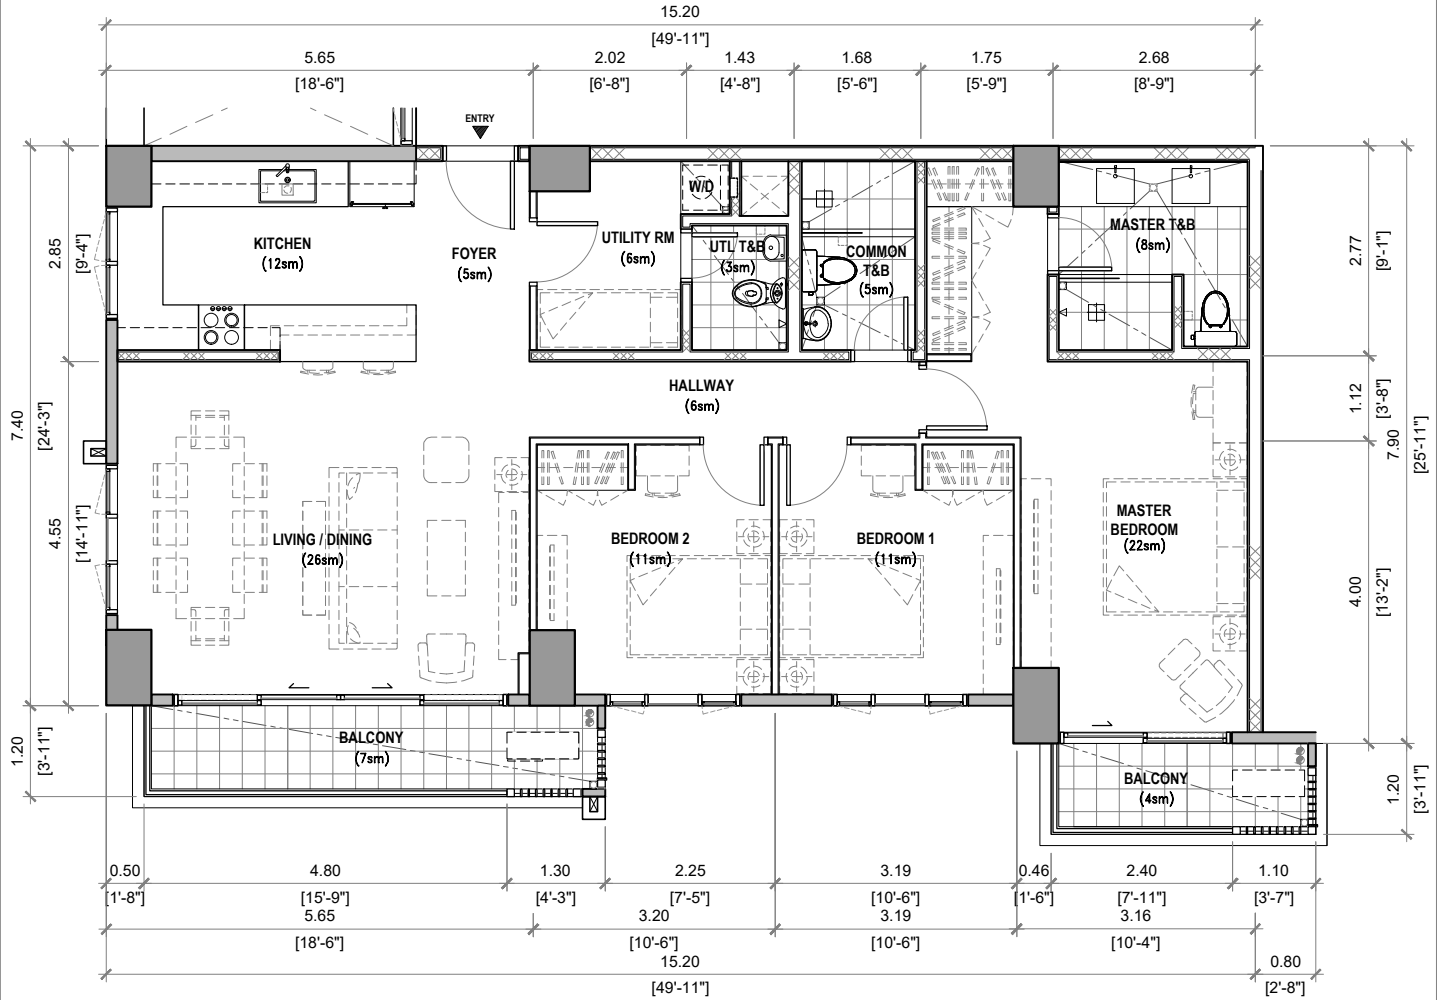 15.20
[49'-11"]
5.65
2.02
1.43
1.68
1.75
2.68
[18'-6"]
[6'-8"]
[4'-8"]
[5'-6"]
[5'-9"]
[8'-9"]
ENTRY
W/D
KITCHEN
(12sm)
FOYER
(5sm)
UTILITY RM
(6sm)
UTL T&B
(3sm)
COMMON
T&B
(5sm)
MASTER T&B
(8sm)
2.85
[9'-4"]
2.77
[9'-1"]
HALLWAY
(6sm)
1.12
[3'-8"]
7.40
[24'-3"]
7.90
[25'-11"]
4.55
[14'-11"]
LIVING / DINING
(26sm)
BEDROOM 2
(11sm)
BEDROOM 1
(11sm)
MASTER
BEDROOM
(22sm)
4.00
[13'-2"]
1.20
[3'-11"]
BALCONY
(7sm)
BALCONY
(4sm)
1.20
[3'-11"]
0.50
4.80
1.30
2.25
3.19
0.46
2.40
1.10
[1'-8"]
[15'-9"]
[4'-3"]
[7'-5"]
[10'-6"]
[1'-6"]
[7'-11"]
[3'-7"]
5.65
3.20
3.19
3.16
[18'-6"]
[10'-6"]
[10'-6"]
[10'-4"]
15.20
0.80
[49'-11"]
[2'-8"]